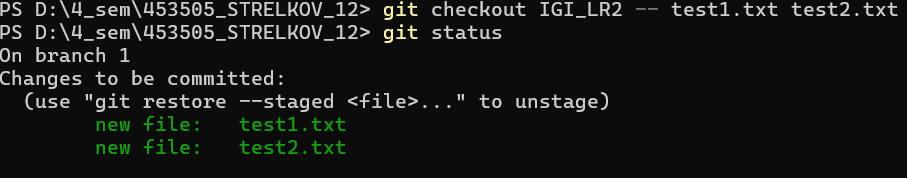 PS D:\4_sem\453505_STRELKOV_12> git checkout IGI_LR2 -- test1.txt test2.txt
PS D:\4_sem\453505_STRELKOV_12> git status
On branch 1
Changes to be committed:
  (use "git restore --staged <file>..." to unstage)
        new file:   test1.txt
        new file:   test2.txt